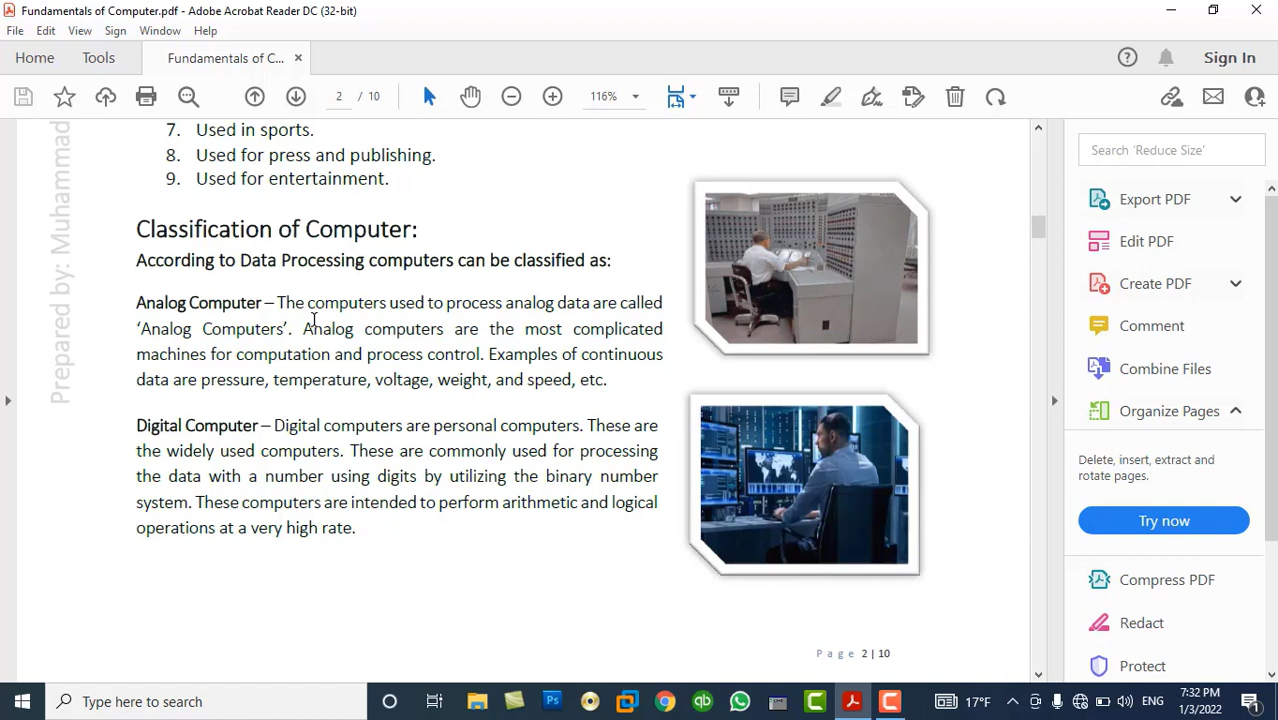 Fundamentals of Computer.pdf - Adobe Acrobat Reader DC (32-bit)
File Edit View Sign Window Help
Home Tools Fundamentals of C... × Sign In
2 / 10 116%
Prepared by: Muhammad
7. Used in sports.
8. Used for press and publishing.
9. Used for entertainment.
Classification of Computer:
According to Data Processing computers can be classified as:
Analog Computer – The computers used to process analog data are called
‘Analog Computers’. Analog computers are the most complicated
machines for computation and process control. Examples of continuous
data are pressure, temperature, voltage, weight, and speed, etc.
Digital Computer – Digital computers are personal computers. These are
the widely used computers. These are commonly used for processing
the data with a number using digits by utilizing the binary number
system. These computers are intended to perform arithmetic and logical
operations at a very high rate.
Page 2 | 10
Search 'Reduce Size'
Export PDF
Edit PDF
Create PDF
Comment
Combine Files
Organize Pages
Delete, insert, extract and
rotate pages.
Try now
Compress PDF
Redact
Protect
Type here to search
Ps
qb
17°F
ENG
7:32 PM
1/3/2022
1